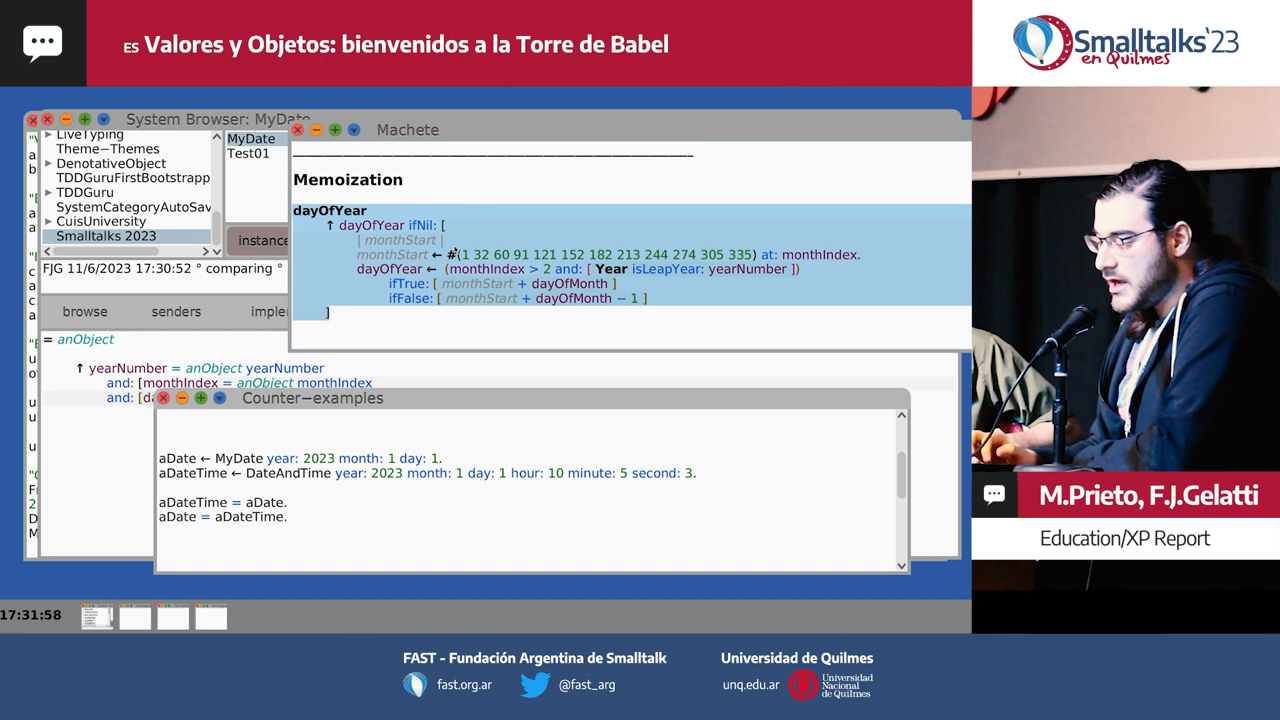 ES Valores y Objetos: bienvenidos a la Torre de Babel
Smalltalks'23
en Quilmes
System Browser: MyDate
LiveTyping
Theme-Themes
DenotativeObject
TDDGuruFirstBootstrapp
TDDGuru
SystemCategoryAutoSav
CuisUniversity
Smalltalks 2023
MyDate
Test01
instance
FJG 11/6/2023 17:30:52 ° comparing °
browse
senders
imple
= anObject
↑ yearNumber = anObject yearNumber
and: [monthIndex = anObject monthIndex
and: [da
Machete
Memoization
dayOfYear
↑ dayOfYear ifNil: [
| monthStart |
monthStart ← #(1 32 60 91 121 152 182 213 244 274 305 335) at: monthIndex.
dayOfYear ← (monthIndex > 2 and: [ Year isLeapYear: yearNumber ])
ifTrue: [ monthStart + dayOfMonth ]
ifFalse: [ monthStart + dayOfMonth − 1 ]
]
Counter−examples
aDate ← MyDate year: 2023 month: 1 day: 1.
aDateTime ← DateAndTime year: 2023 month: 1 day: 1 hour: 10 minute: 5 second: 3.
aDateTime = aDate.
aDate = aDateTime.
17:31:58
M.Prieto, F.J.Gelatti
Education/XP Report
FAST - Fundación Argentina de Smalltalk
fast.org.ar
@fast_arg
Universidad de Quilmes
unq.edu.ar
Universidad
Nacional
de Quilmes